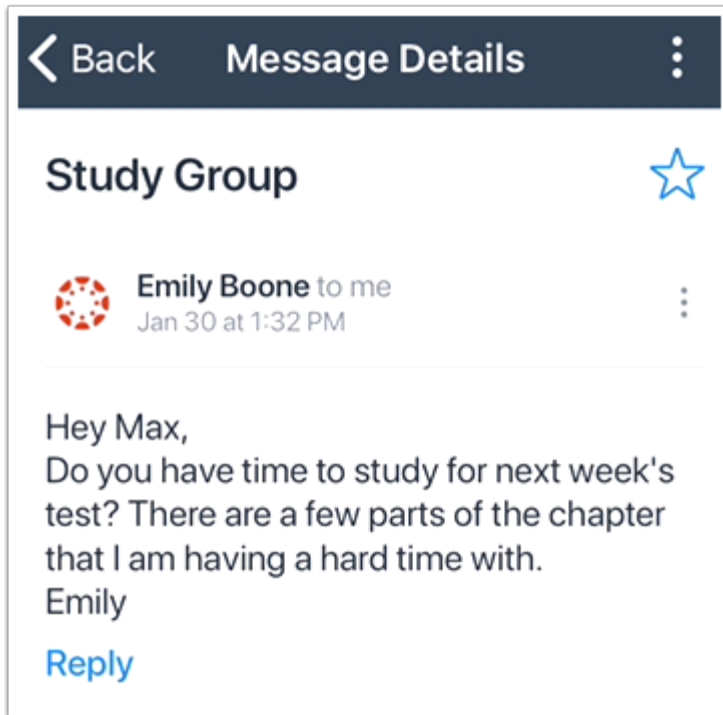 Back Message Details
Study Group
Emily Boone to me
Jan 30 at 1:32 PM
Hey Max,
Do you have time to study for next week's
test? There are a few parts of the chapter
that I am having a hard time with.
Emily
Reply